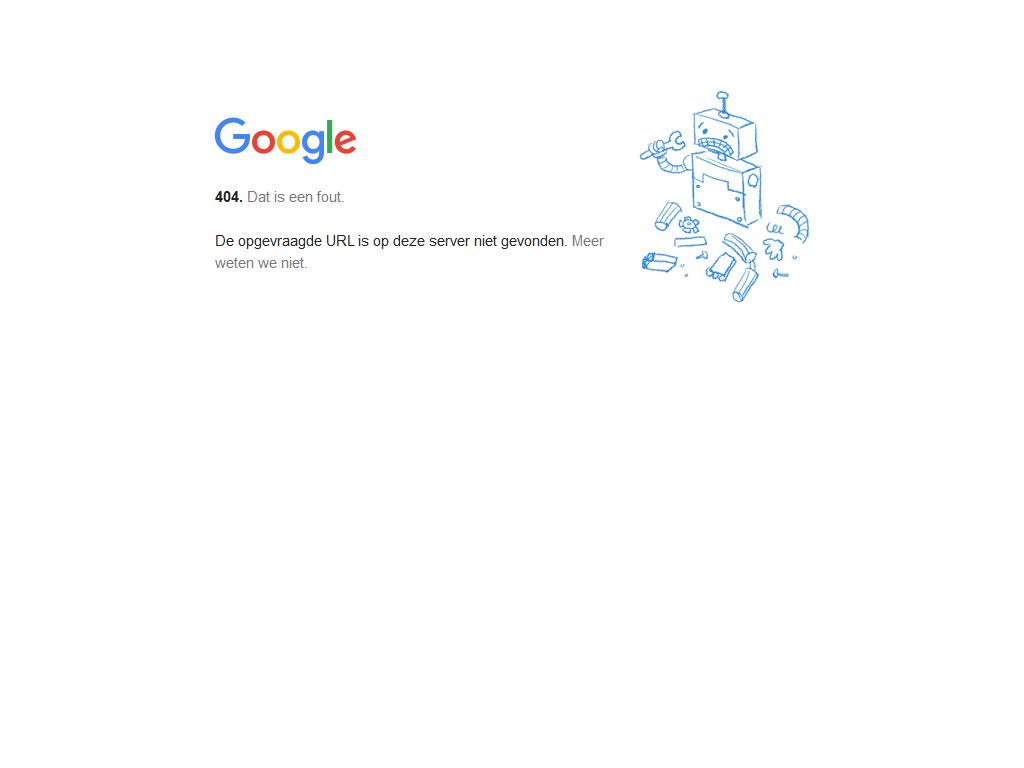 Google
404. Dat is een fout.
De opgevraagde URL is op deze server niet gevonden. Meer
weten we niet.